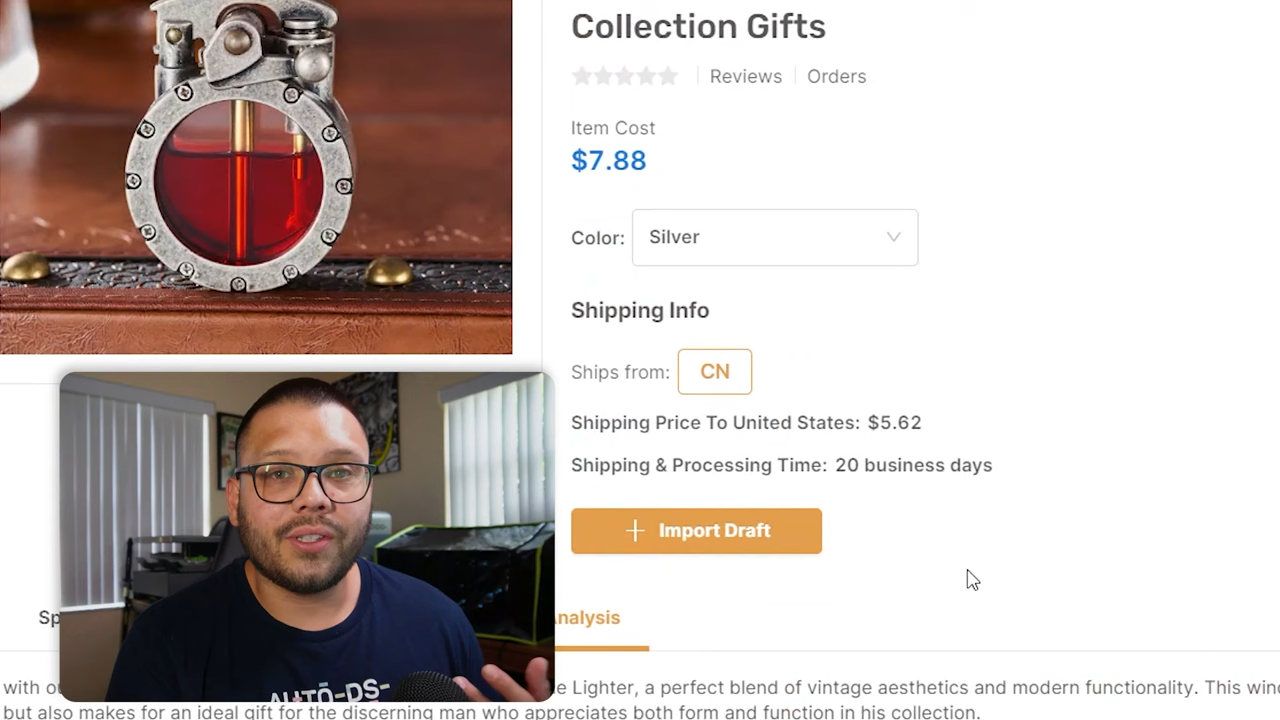 Collection Gifts
Reviews Orders
Item Cost
$7.88
Color: Silver
Shipping Info
Ships from: CN
Shipping Price To United States: $5.62
Shipping & Processing Time: 20 business days
+ Import Draft
Sp nalysis
AUTO-DS-
with e Lighter, a perfect blend of vintage aesthetics and modern functionality. This win
but also makes for an ideal gift for the discerning man who appreciates both form and function in his collection.